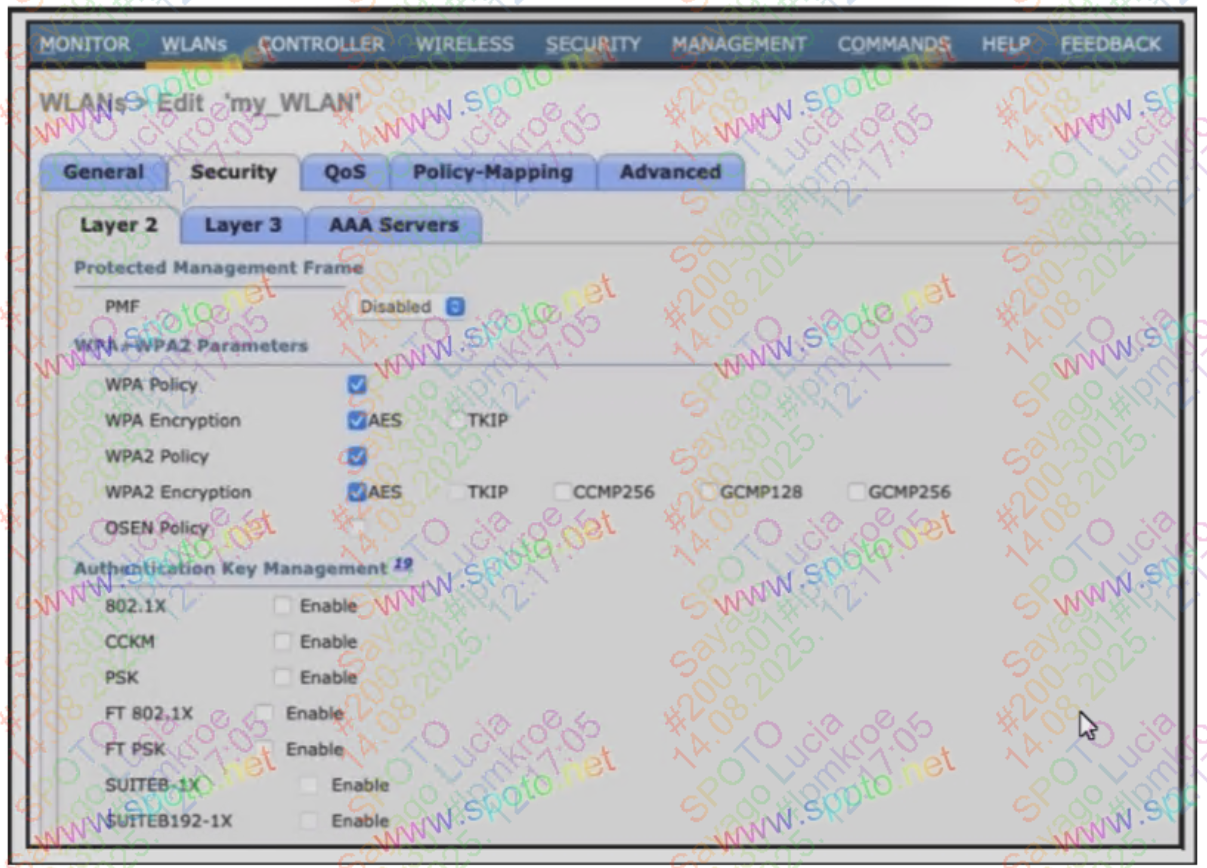 MONITOR WLANs CONTROLLER WIRELESS SECURITY MANAGEMENT COMMANDS HELP FEEDBACK
WLANs > Edit 'my_WLAN'
General Security QoS Policy-Mapping Advanced
Layer 2 Layer 3 AAA Servers
Protected Management Frame
PMF Disabled
WPA+WPA2 Parameters
WPA Policy
WPA Encryption AES TKIP
WPA2 Policy
WPA2 Encryption AES TKIP CCMP256 GCMP128 GCMP256
OSEN Policy
Authentication Key Management 19
802.1X Enable
CCKM Enable
PSK Enable
FT 802.1X Enable
FT PSK Enable
SUITEB-1X Enable
SUITEB192-1X Enable
www.spoto.net
SPOTO Lucia
Sayago
#200-301#
14.08.2025. 12:17:05